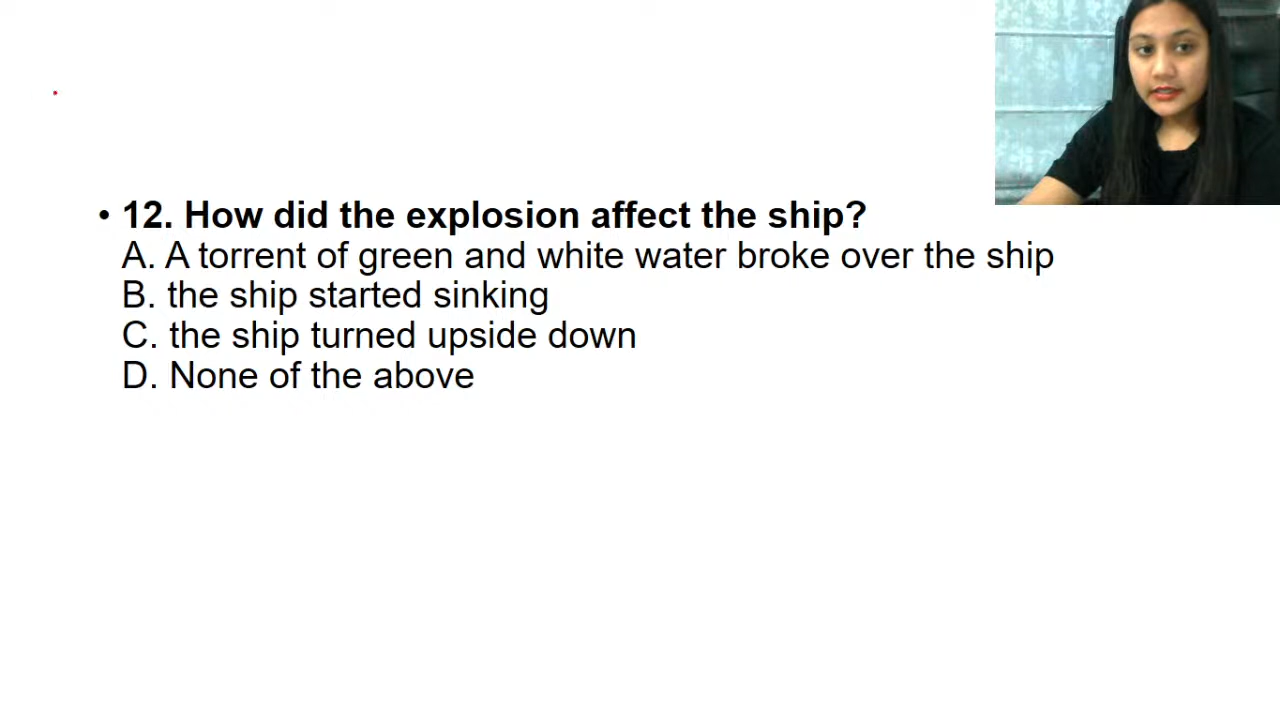 • 12. How did the explosion affect the ship?
A. A torrent of green and white water broke over the ship
B. the ship started sinking
C. the ship turned upside down
D. None of the above